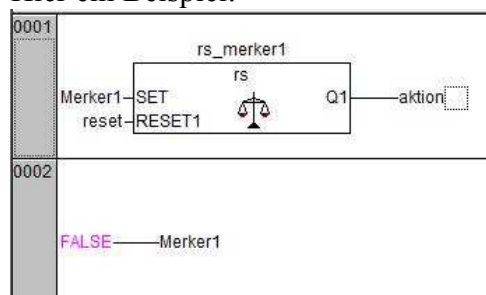 Hier ein Beispiel:
0001
rs_merker1
rs
Merker1 SET Q1 aktion
reset RESET1
0002
FALSE Merker1